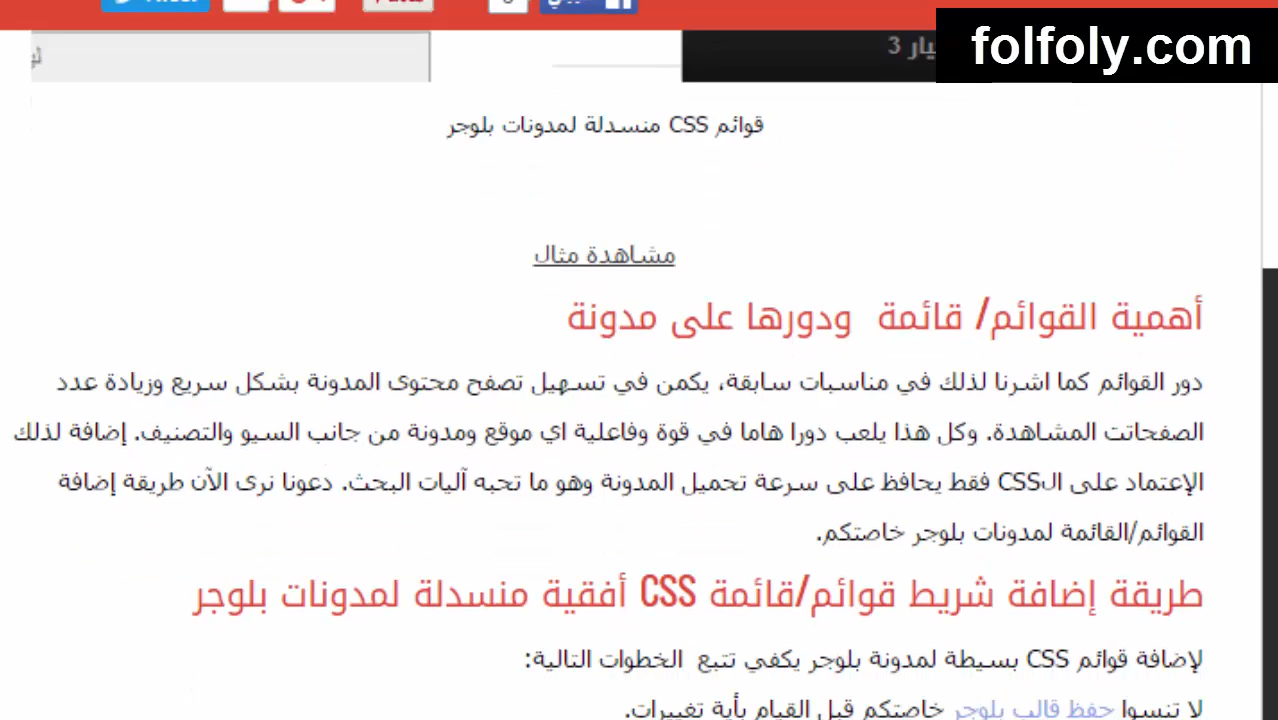 folfoly.com
قوائم CSS منسدلة لمدونات بلوجر
مشاهدة مثال
أهمية القوائم/ قائمة ودورها على مدونة
دور القوائم كما اشرنا لذلك في مناسبات سابقة، يكمن في تسهيل تصفح محتوى المدونة بشكل سريع وزيادة عدد
الصفحاتت المشاهدة. وكل هذا يلعب دورا هاما في قوة وفاعلية اي موقع ومدونة من جانب السيو والتصنيف. إضافة لذلك
الإعتماد على الـCSS فقط يحافظ على سرعة تحميل المدونة وهو ما تحبه آليات البحث. دعونا نرى الآن طريقة إضافة
القوائم/القائمة لمدونات بلوجر خاصتكم.
طريقة إضافة شريط قوائم/قائمة CSS أفقية منسدلة لمدونات بلوجر
لإضافة قوائم CSS بسيطة لمدونة بلوجر يكفي تتبع الخطوات التالية:
لا تنسوا حفظ قالب بلوجر خاصتكم قبل القيام بأية تغييرات.